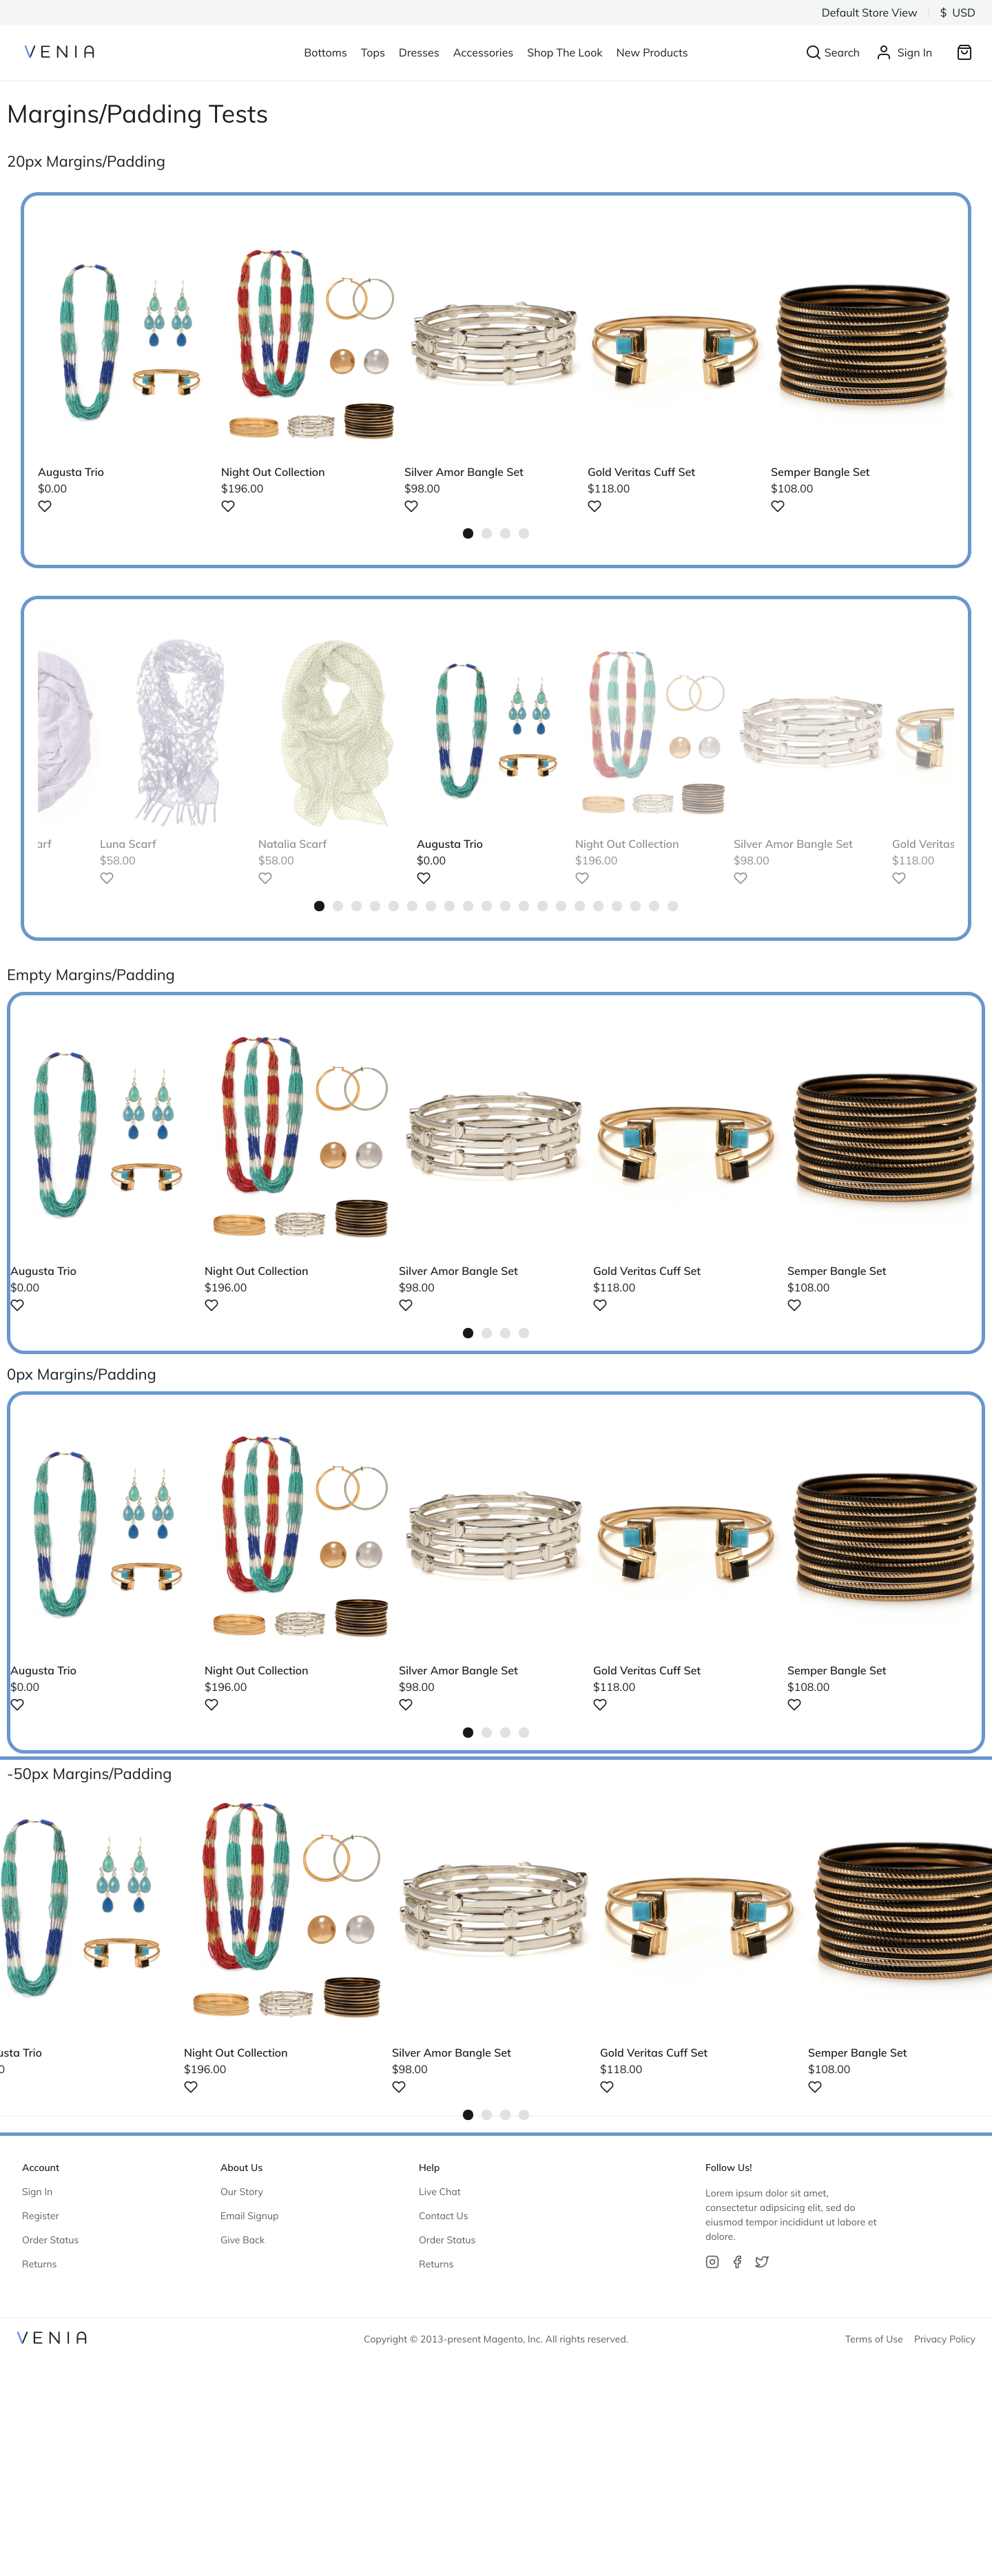 Default Store View $ USD
VENIA Bottoms Tops Dresses Accessories Shop The Look New Products Search Sign In
Margins/Padding Tests
20px Margins/Padding
Augusta Trio Night Out Collection Silver Amor Bangle Set Gold Veritas Cuff Set Semper Bangle Set
$0.00 $196.00 $98.00 $118.00 $108.00
arf Luna Scarf Natalia Scarf Augusta Trio Night Out Collection Silver Amor Bangle Set Gold Veritas
$58.00 $58.00 $0.00 $196.00 $98.00 $118.00
Empty Margins/Padding
Augusta Trio Night Out Collection Silver Amor Bangle Set Gold Veritas Cuff Set Semper Bangle Set
$0.00 $196.00 $98.00 $118.00 $108.00
0px Margins/Padding
Augusta Trio Night Out Collection Silver Amor Bangle Set Gold Veritas Cuff Set Semper Bangle Set
$0.00 $196.00 $98.00 $118.00 $108.00
-50px Margins/Padding
usta Trio Night Out Collection Silver Amor Bangle Set Gold Veritas Cuff Set Semper Bangle Set
0 $196.00 $98.00 $118.00 $108.00
Account About Us Help Follow Us!
Sign In Our Story Live Chat Lorem ipsum dolor sit amet,
consectetur adipsicing elit, sed do
Register Email Signup Contact Us eiusmod tempor incididunt ut labore et
Order Status Give Back Order Status dolore.
Returns Returns
VENIA Copyright © 2013-present Magento, Inc. All rights reserved. Terms of Use Privacy Policy